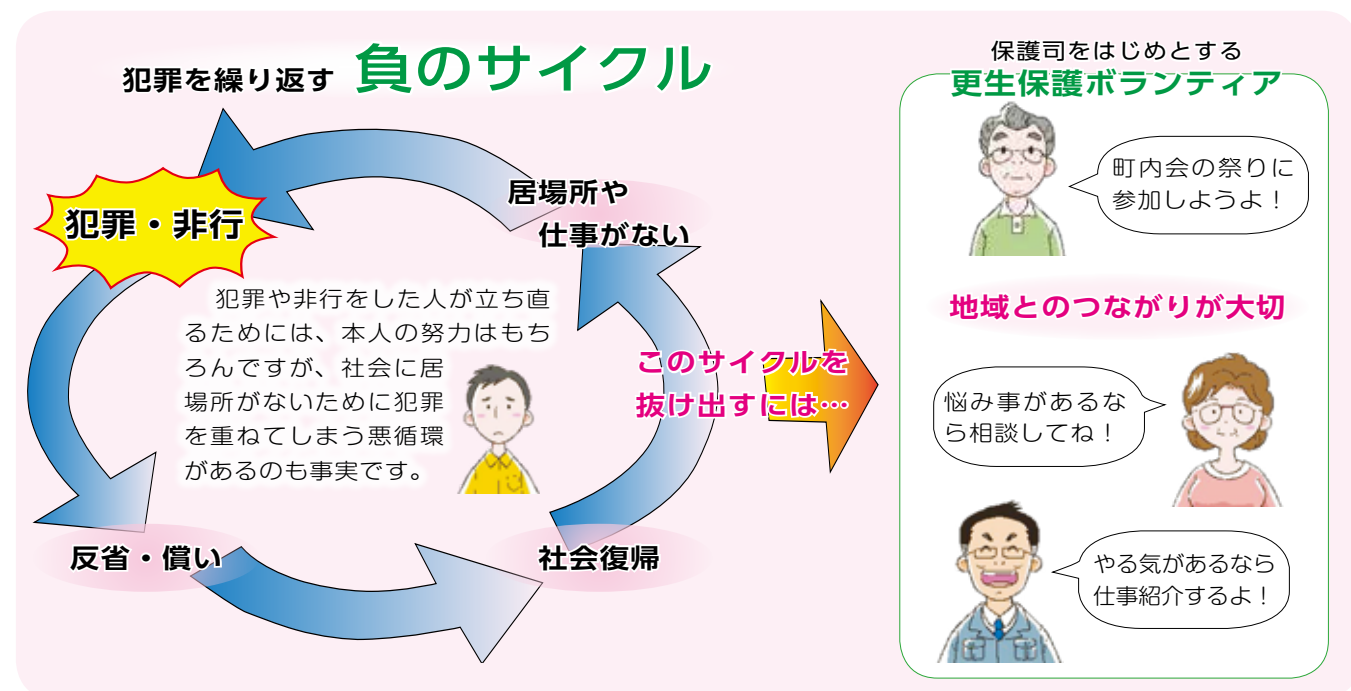 犯罪を繰り返す 負のサイクル
犯罪・非行
居場所や
仕事がない
犯罪や非行をした人が立ち直
るためには、本人の努力はもち
ろんですが、社会に居
場所がないために犯罪
を重ねてしまう悪循環
があるのも事実です。
反省・償い
社会復帰
このサイクルを
抜け出すには…
保護司をはじめとする
更生保護ボランティア
町内会の祭りに
参加しようよ！
地域とのつながりが大切
悩み事があるな
ら相談してね！
やる気があるなら
仕事紹介するよ！